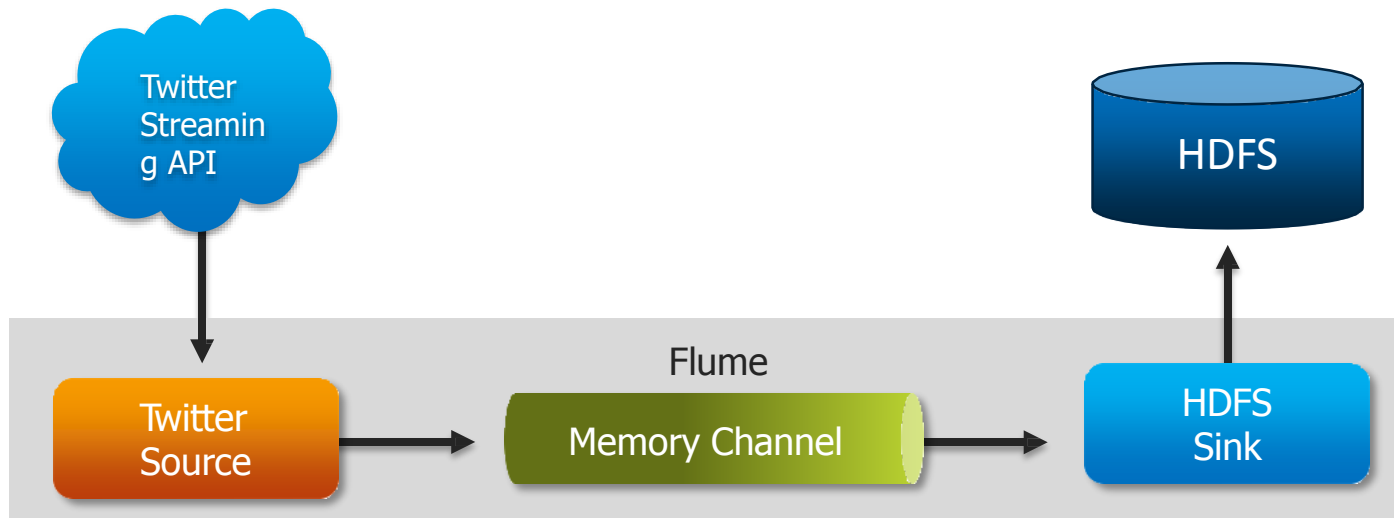 Twitter
Streamin
g API
HDFS
Flume
Twitter
Source
Memory Channel
HDFS
Sink